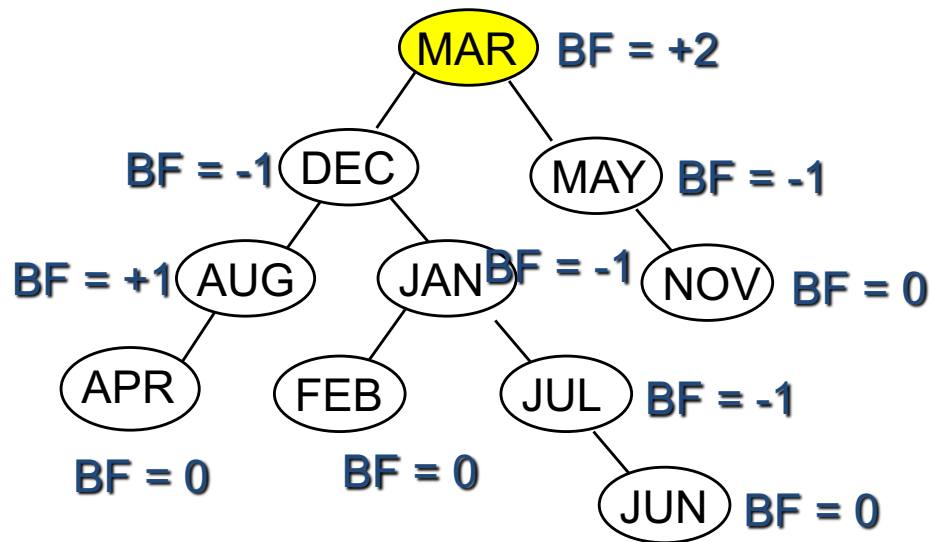 MAR BF = +2
BF = -1 DEC MAY BF = -1
BF = +1 AUG JAN BF = -1 NOV BF = 0
APR FEB JUL BF = -1
BF = 0 BF = 0
JUN BF = 0